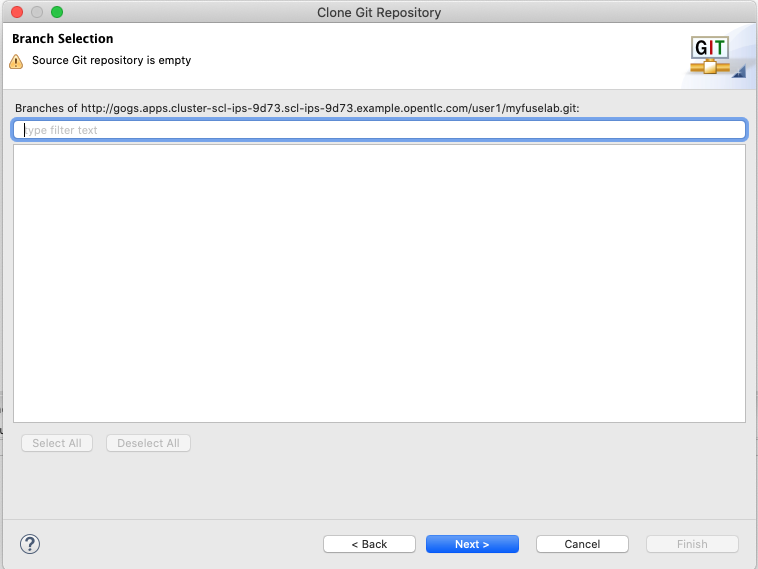 Clone Git Repository
Branch Selection
Source Git repository is empty
GIT
Branches of http://gogs.apps.cluster-scl-ips-9d73.scl-ips-9d73.example.opentlc.com/user1/myfuselab.git:
type filter text
Select All Deselect All
? < Back Next > Cancel Finish